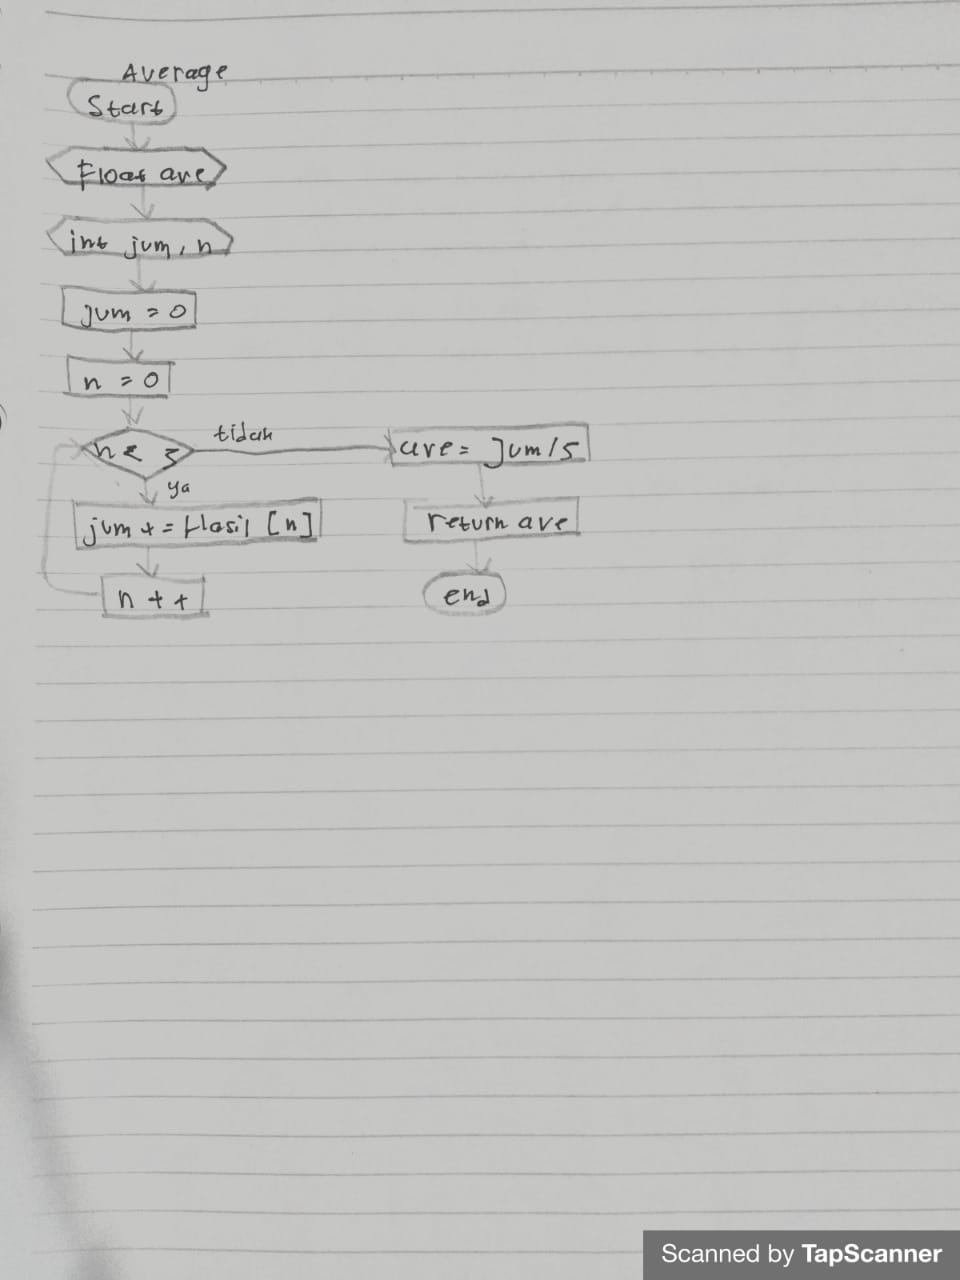 Average
Start
Float ave
int jum, n
jum = 0
n = 0
tidak
ave = jum/5
ya
jum += Hasil [n]
return ave
n ++
end
Scanned by TapScanner